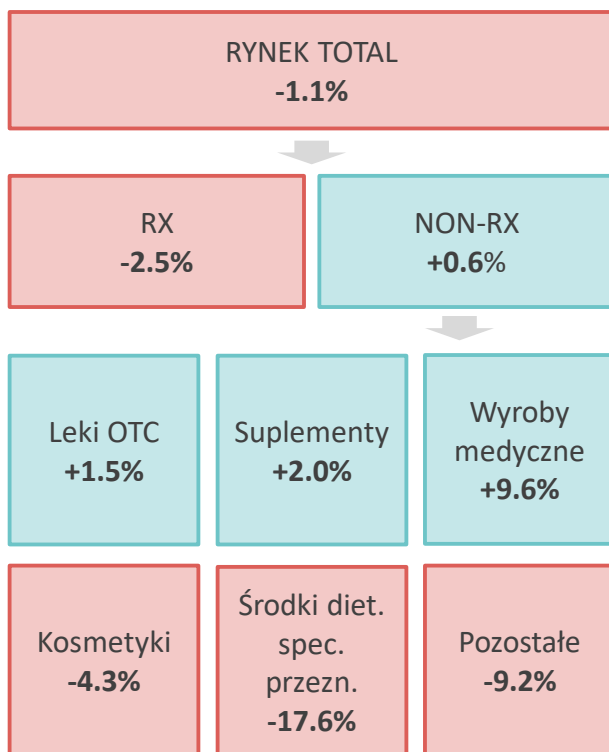 RYNEK TOTAL
-1.1%
RX
-2.5%
NON-RX
+0.6%
Leki OTC
+1.5%
Suplementy
+2.0%
Wyroby
medyczne
+9.6%
Kosmetyki
-4.3%
Środki diet.
spec.
przezn.
-17.6%
Pozostałe
-9.2%